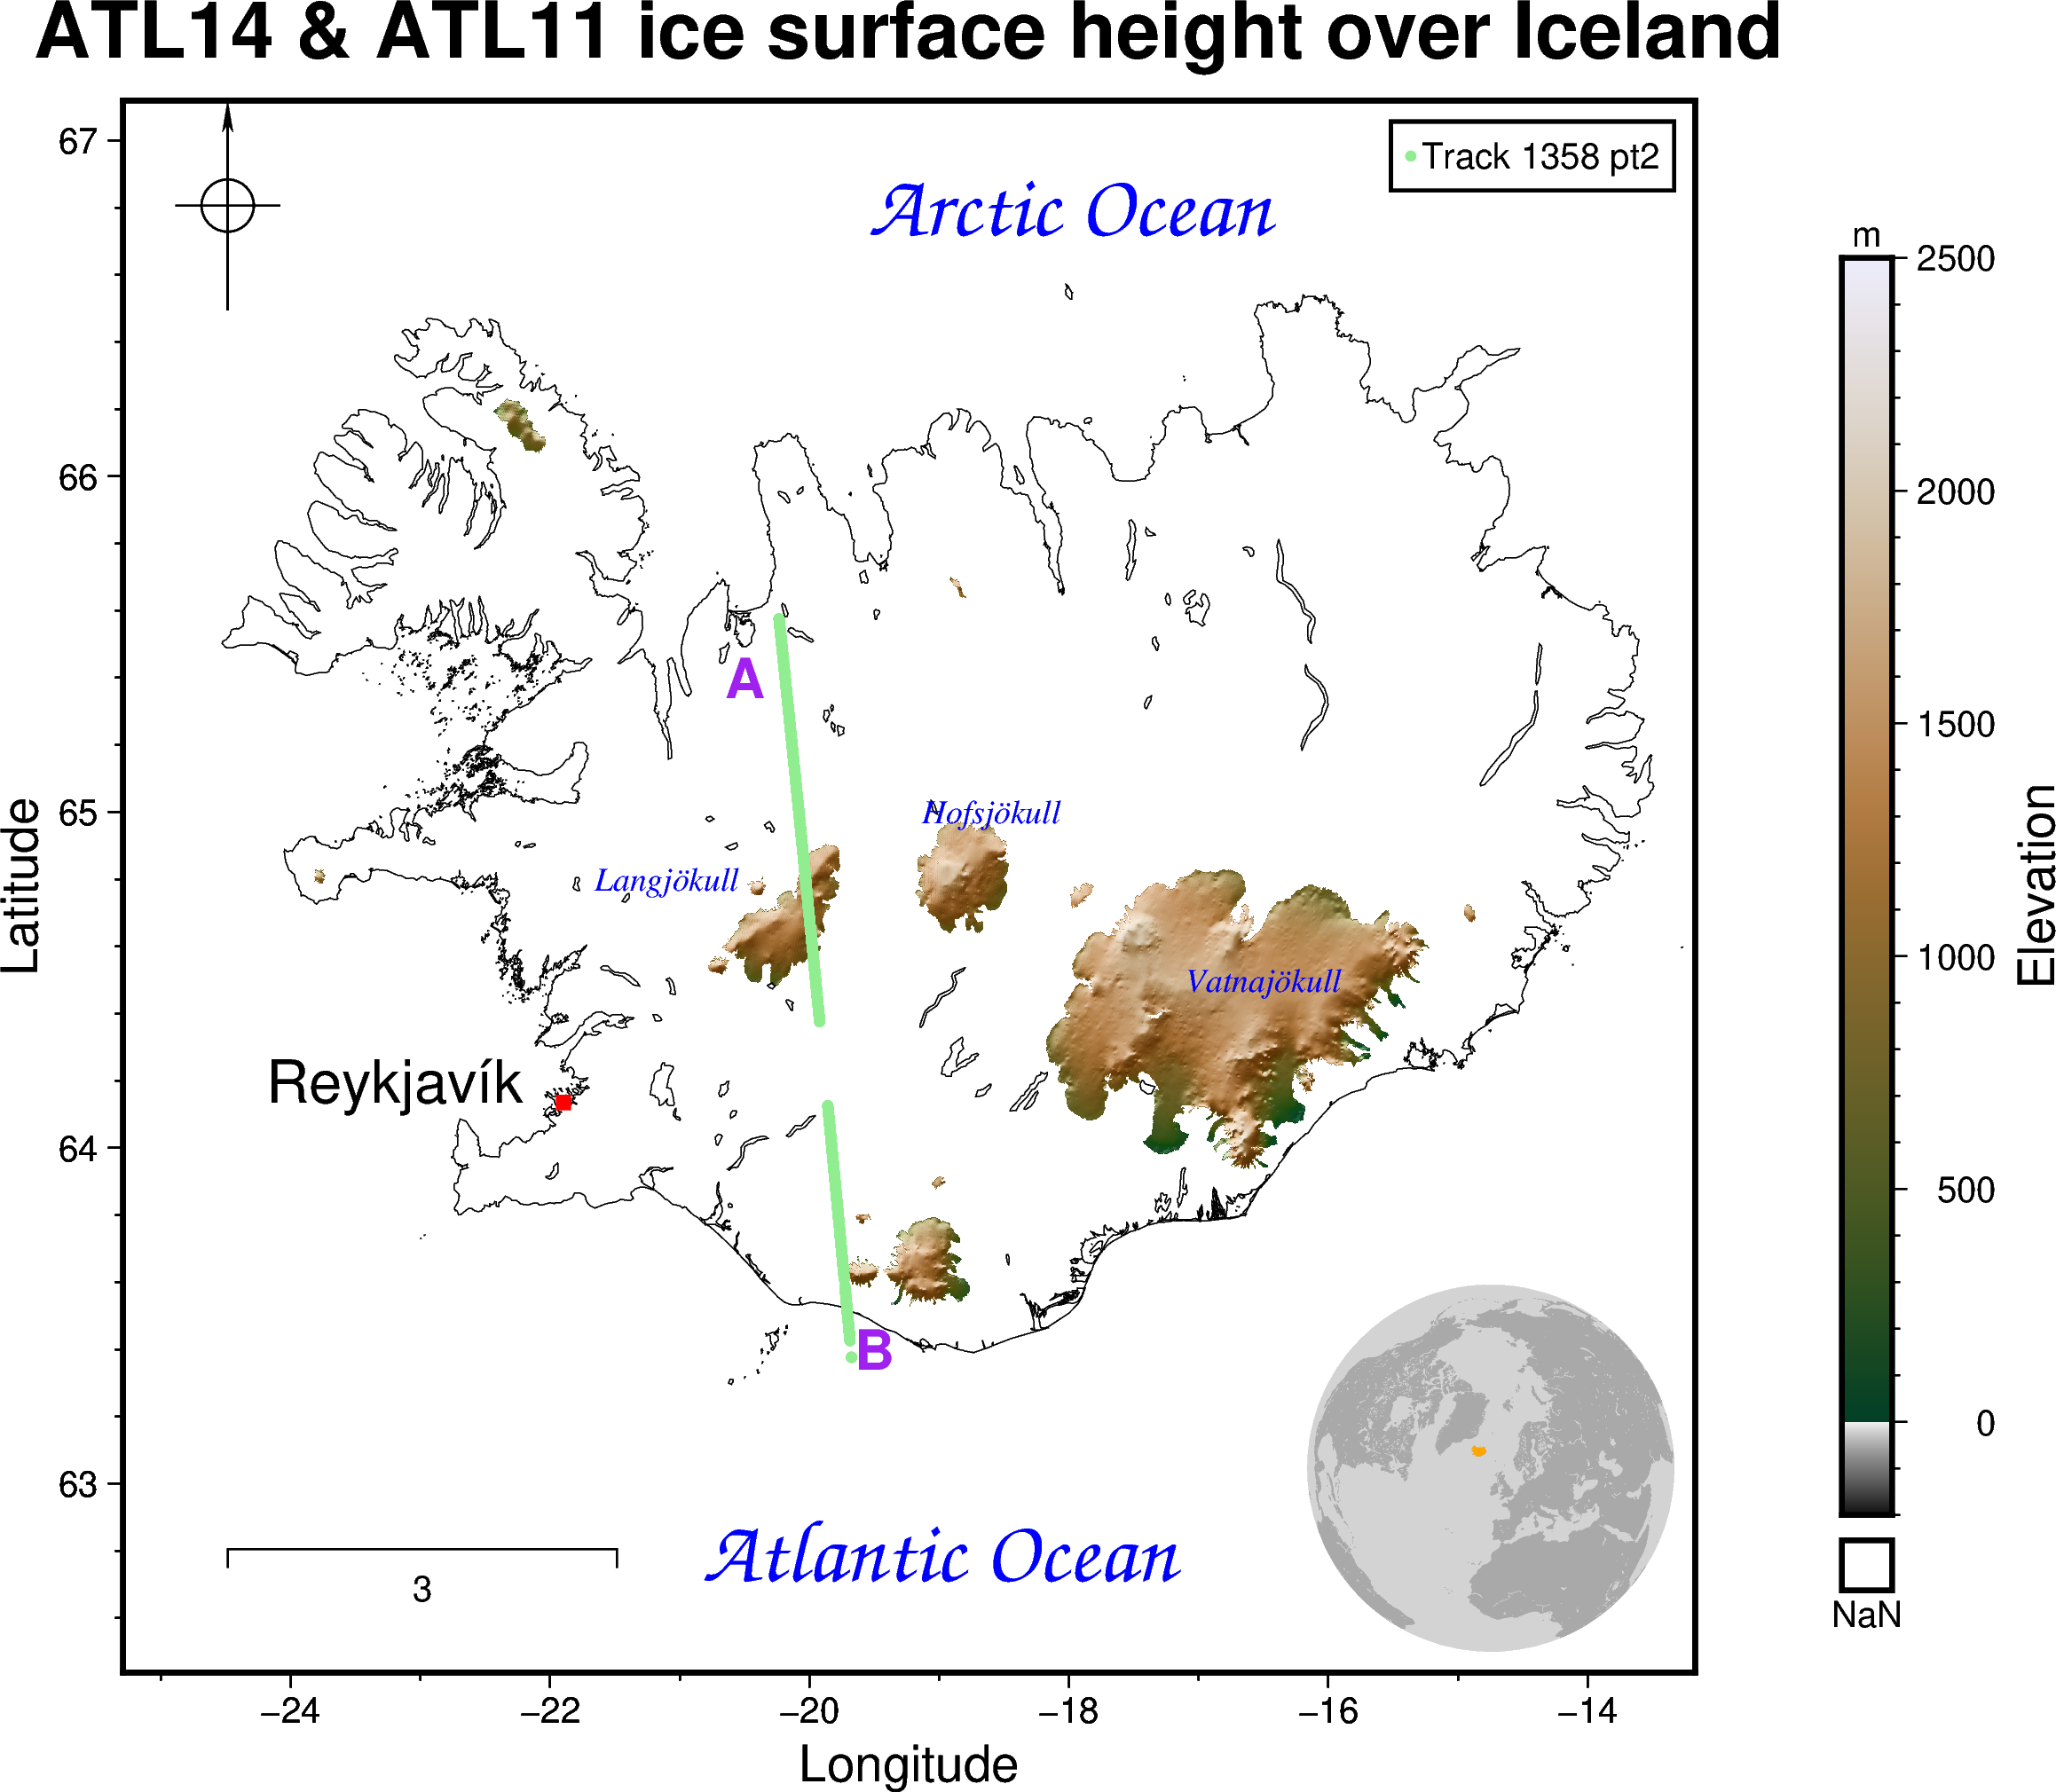 ATL14 & ATL11 ice surface height over Iceland
Track 1358 pt2
Arctic Ocean
m
2500
2000
1500
1000
500
0
NaN
Elevation
67
66
65
64
63
Latitude
A
Hofsjökull
Langjökull
Vatnajökull
Reykjavík
B
Atlantic Ocean
3
−24
−22
−20
−18
−16
−14
Longitude